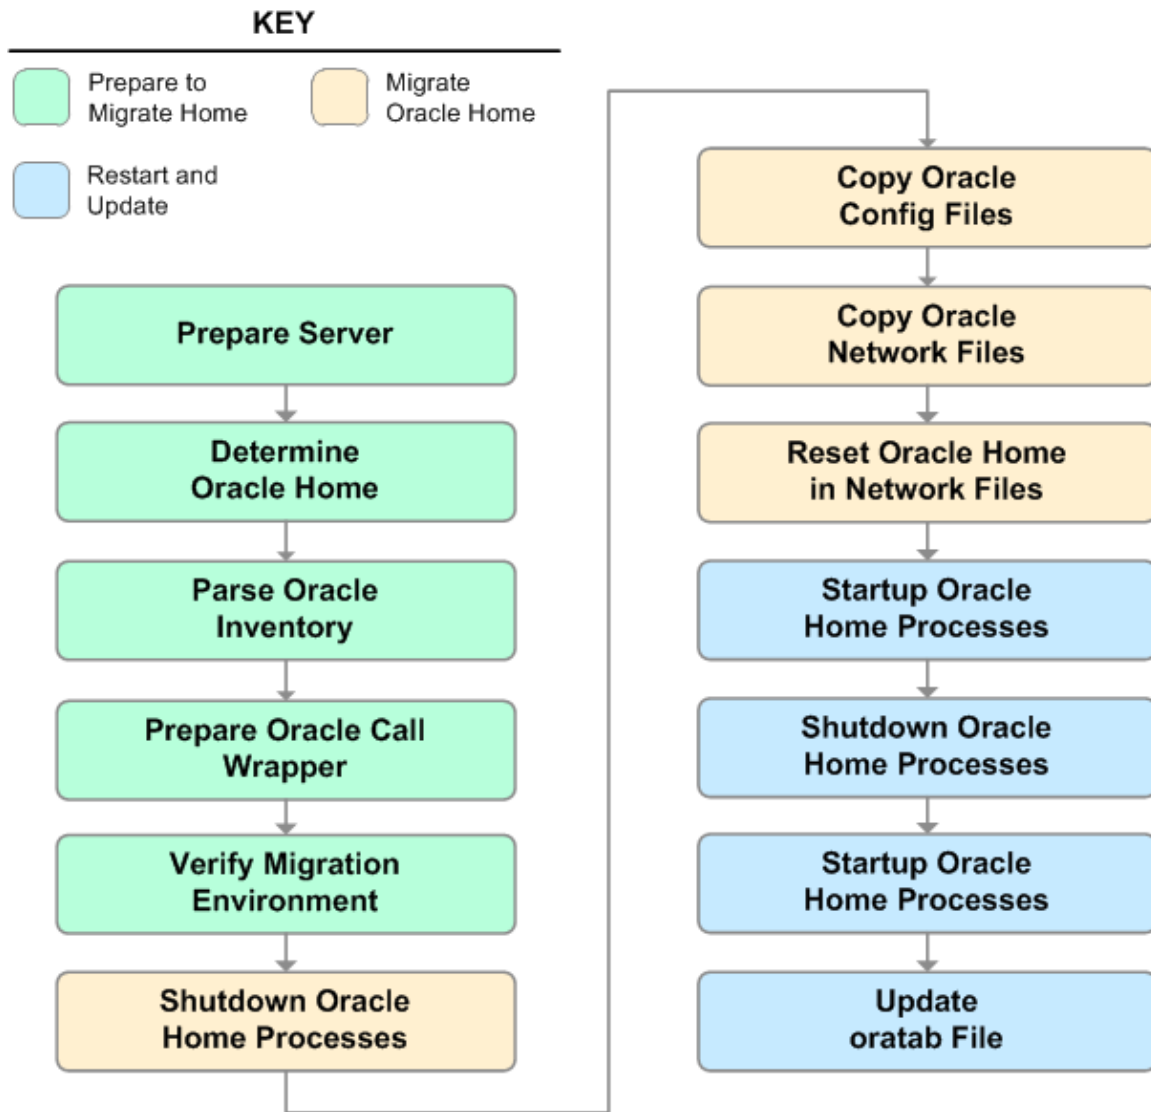 KEY
Prepare to
Migrate Home
Migrate
Oracle Home
Restart and
Update
Prepare Server
Determine
Oracle Home
Parse Oracle
Inventory
Prepare Oracle Call
Wrapper
Verify Migration
Environment
Shutdown Oracle
Home Processes
Copy Oracle
Config Files
Copy Oracle
Network Files
Reset Oracle Home
in Network Files
Startup Oracle
Home Processes
Shutdown Oracle
Home Processes
Startup Oracle
Home Processes
Update
oratab File